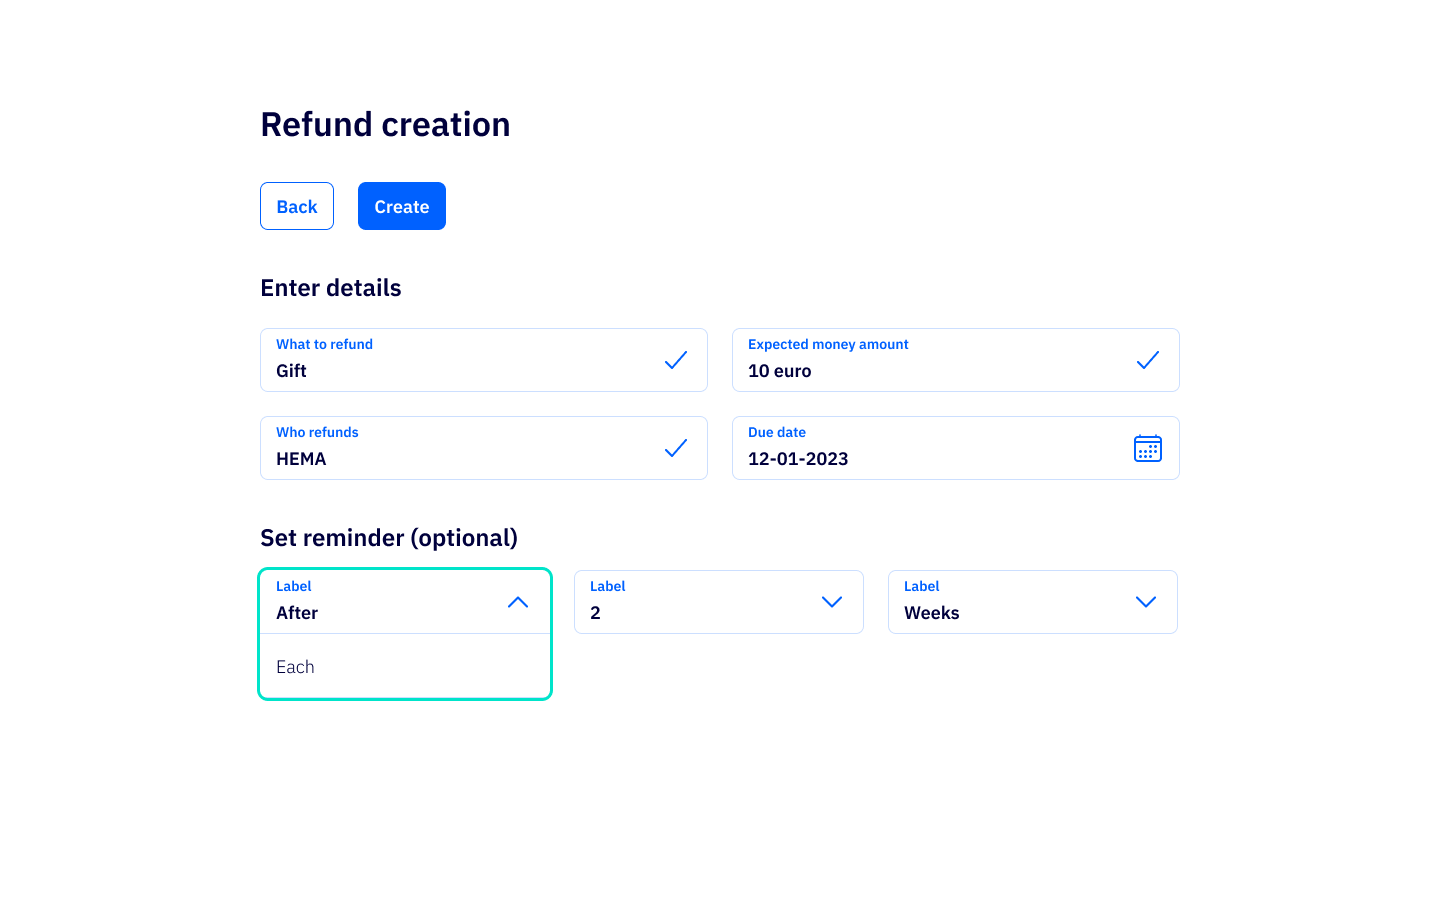 Refund creation
Back
Create
Enter details
What to refund
Gift
Expected money amount
10 euro
Who refunds
HEMA
Due date
12-01-2023
Set reminder (optional)
Label
After
Each
Label
2
Label
Weeks